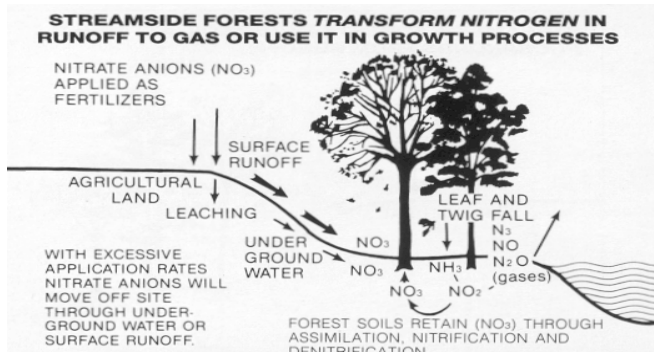 STREAMSIDE FORESTS TRANSFORM NITROGEN IN
RUNOFF TO GAS OR USE IT IN GROWTH PROCESSES
NITRATE ANIONS (NO3)
APPLIED AS
FERTILIZERS
SURFACE
RUNOFF
AGRICULTURAL
LAND
LEACHING
UNDER
GROUND
WATER
NO3
NO3
NO3
LEAF AND
TWIG FALL
N3
NO
N2O
(gases)
NH3
NO2
WITH EXCESSIVE
APPLICATION RATES
NITRATE ANIONS WILL
MOVE OFF SITE
THROUGH UNDER-
GROUND WATER OR
SURFACE RUNOFF.
FOREST SOILS RETAIN (NO3) THROUGH
ASSIMILATION, NITRIFICATION AND
DENITRIFICATION